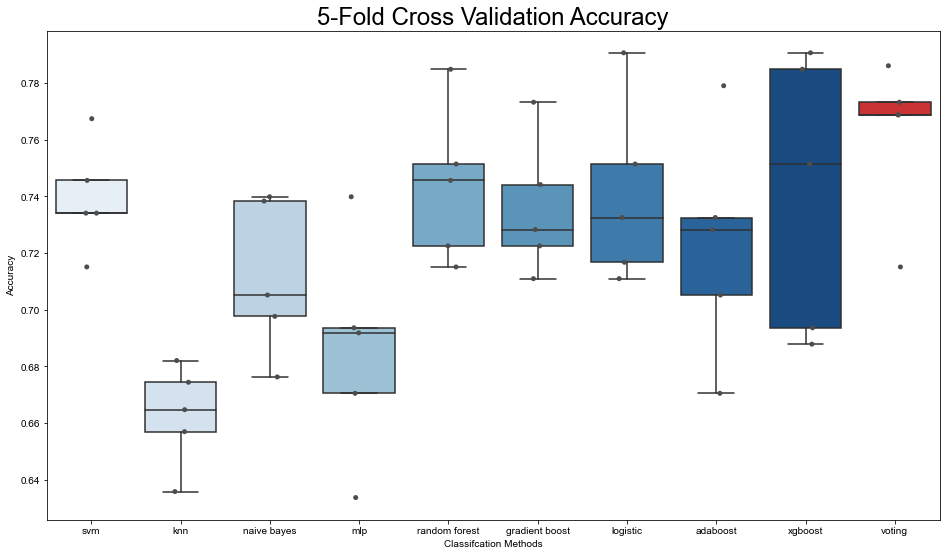 5-Fold Cross Validation Accuracy
0.78
0.76
0.74
0.72
0.70
0.68
0.66
0.64
Accuracy
svm knn naive bayes mlp random forest gradient boost logistic adaboost xgboost voting
Classifcation Methods